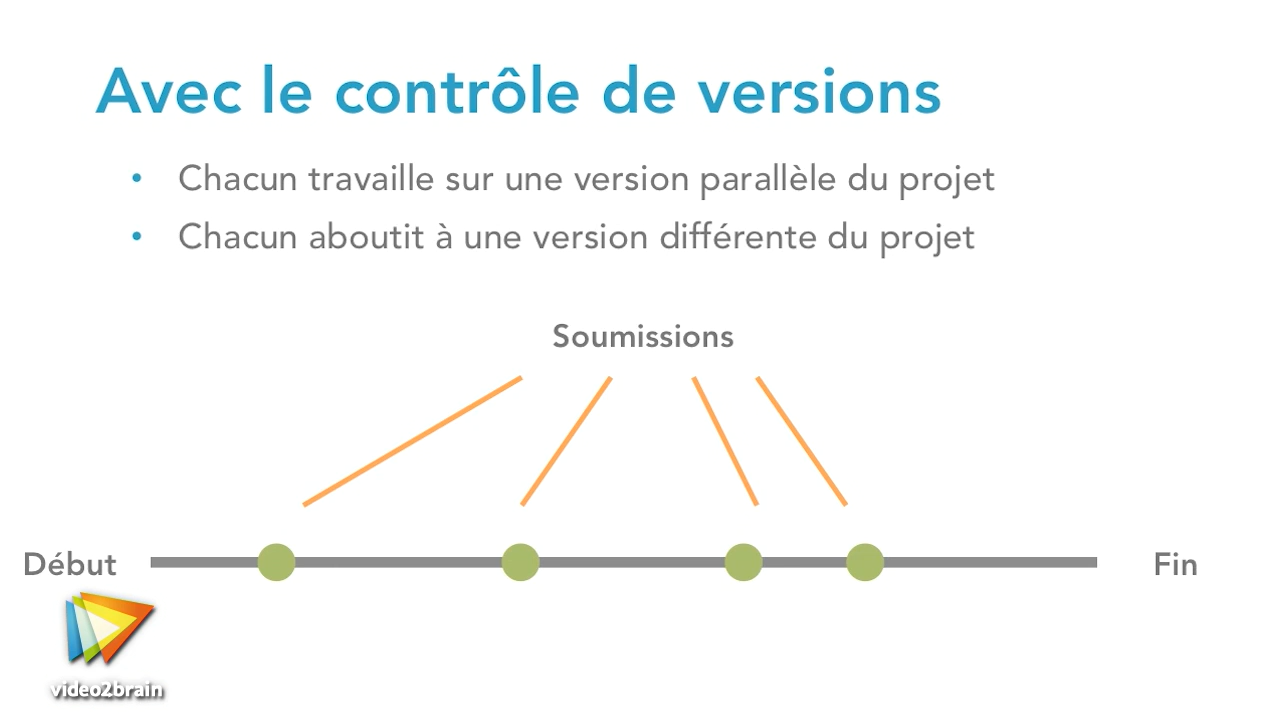 Avec le contrôle de versions
• Chacun travaille sur une version parallèle du projet
• Chacun aboutit à une version différente du projet
Soumissions
Début
Fin
video2brain